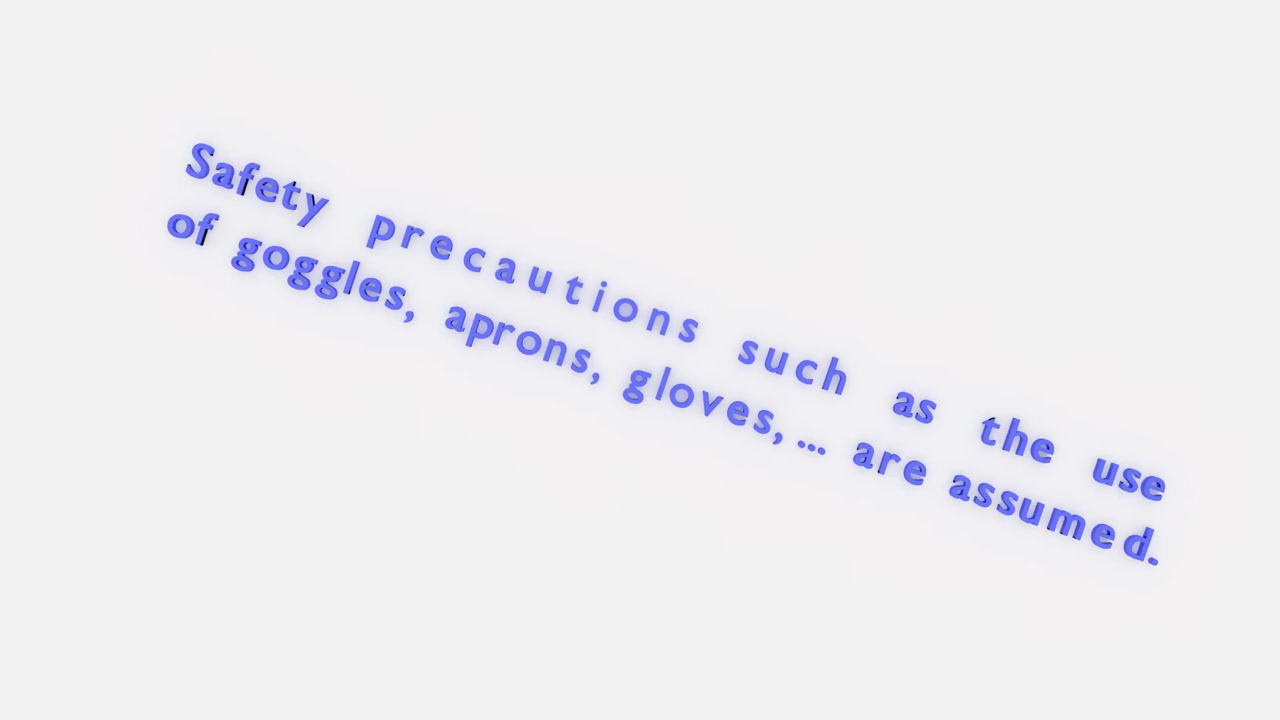 Safety precautions such as the use
of goggles, aprons, gloves,... are assumed.